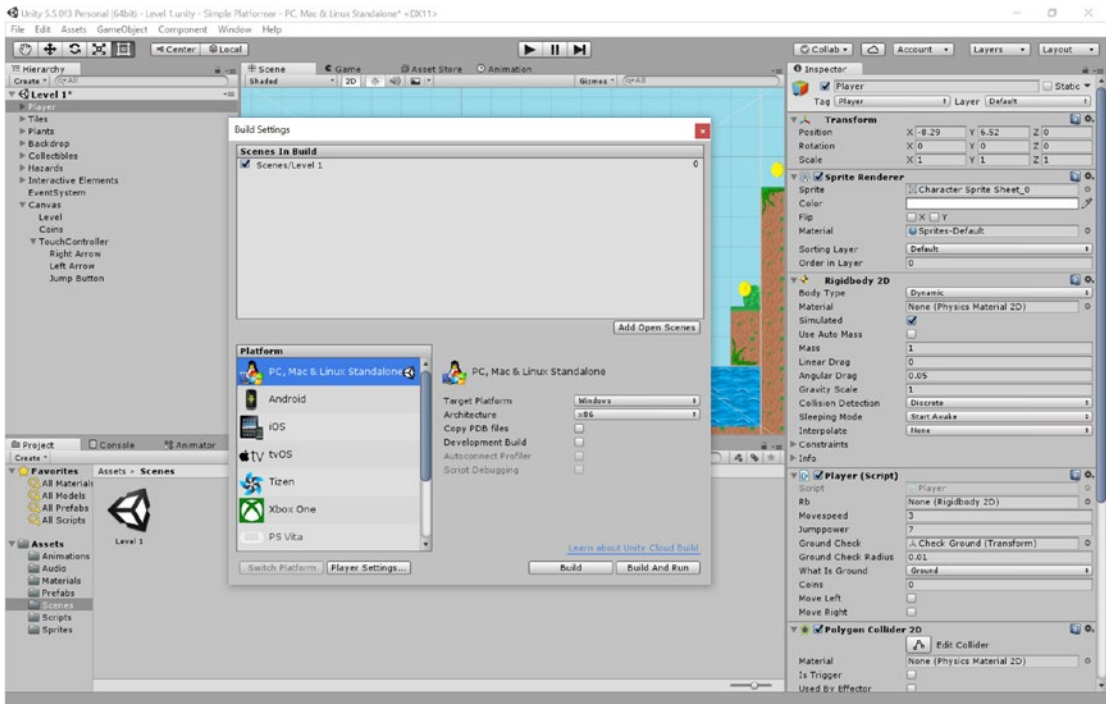 Unity 5.5.0f3 Personal (64bit) - Level 1.unity - Simple Platformer - PC, Mac & Linux Standalone* <DX11>
File Edit Assets GameObject Component Window Help
Center Local
Collab Account Layers Layout
Hierarchy
Create All
Level 1*
Player
Tiles
Plants
Backdrop
Collectibles
Hazards
Interactive Elements
EventSystem
Canvas
Level
Coins
TouchController
Right Arrow
Left Arrow
Jump Button
Scene Game Asset Store Animation
Shaded 2D Gizmos All
Build Settings
Scenes In Build
Scenes/Level 1 0
Add Open Scenes
Platform
PC, Mac & Linux Standalone
Android
iOS
tvOS
Tizen
Xbox One
PS Vita
PC, Mac & Linux Standalone
Target Platform Windows
Architecture x86
Copy PDB files
Development Build
Autoconnect Profiler
Script Debugging
Learn about Unity Cloud Build
Switch Platform Player Settings... Build Build And Run
Project Console Animator
Create
Favorites
All Materials
All Models
All Prefabs
All Scripts
Assets
Animations
Audio
Materials
Prefabs
Scenes
Scripts
Sprites
Assets Scenes
Level 1
Inspector
Player Static
Tag Player Layer Default
Transform
Position X -8.29 Y 6.52 Z 0
Rotation X 0 Y 0 Z 0
Scale X 1 Y 1 Z 1
Sprite Renderer
Sprite Character Sprite Sheet_0
Color
Flip X Y
Material Sprites-Default
Sorting Layer Default
Order in Layer 0
Rigidbody 2D
Body Type Dynamic
Material None (Physics Material 2D)
Simulated
Use Auto Mass
Mass 1
Linear Drag 0
Angular Drag 0.05
Gravity Scale 1
Collision Detection Discrete
Sleeping Mode Start Awake
Interpolate None
Constraints
Info
Player (Script)
Script Player
Rb None (Rigidbody 2D)
Movespeed 3
Jumppower 7
Ground Check Check Ground (Transform)
Ground Check Radius 0.01
What Is Ground Ground
Coins 0
Move Left
Move Right
Polygon Collider 2D
Edit Collider
Material None (Physics Material 2D)
Is Trigger
Used By Effector